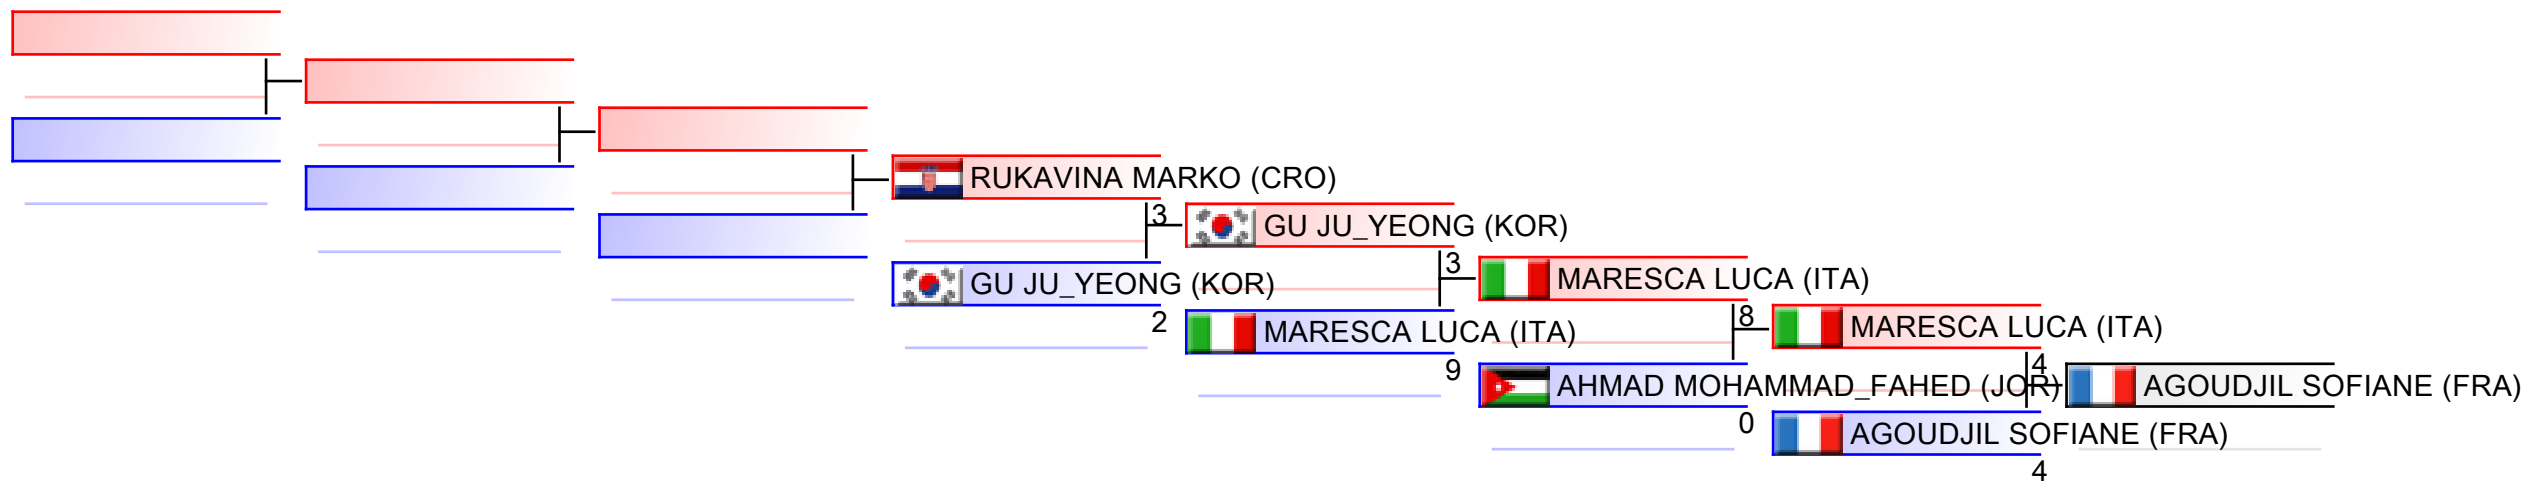 RUKAVINA MARKO (CRO)
3
GU JU_YEONG (KOR)
2
GU JU_YEONG (KOR)
3
MARESCA LUCA (ITA)
9
MARESCA LUCA (ITA)
8
AHMAD MOHAMMAD_FAHED (JOR)
0
MARESCA LUCA (ITA)
4
AGOUDJIL SOFIANE (FRA)
4
AGOUDJIL SOFIANE (FRA)